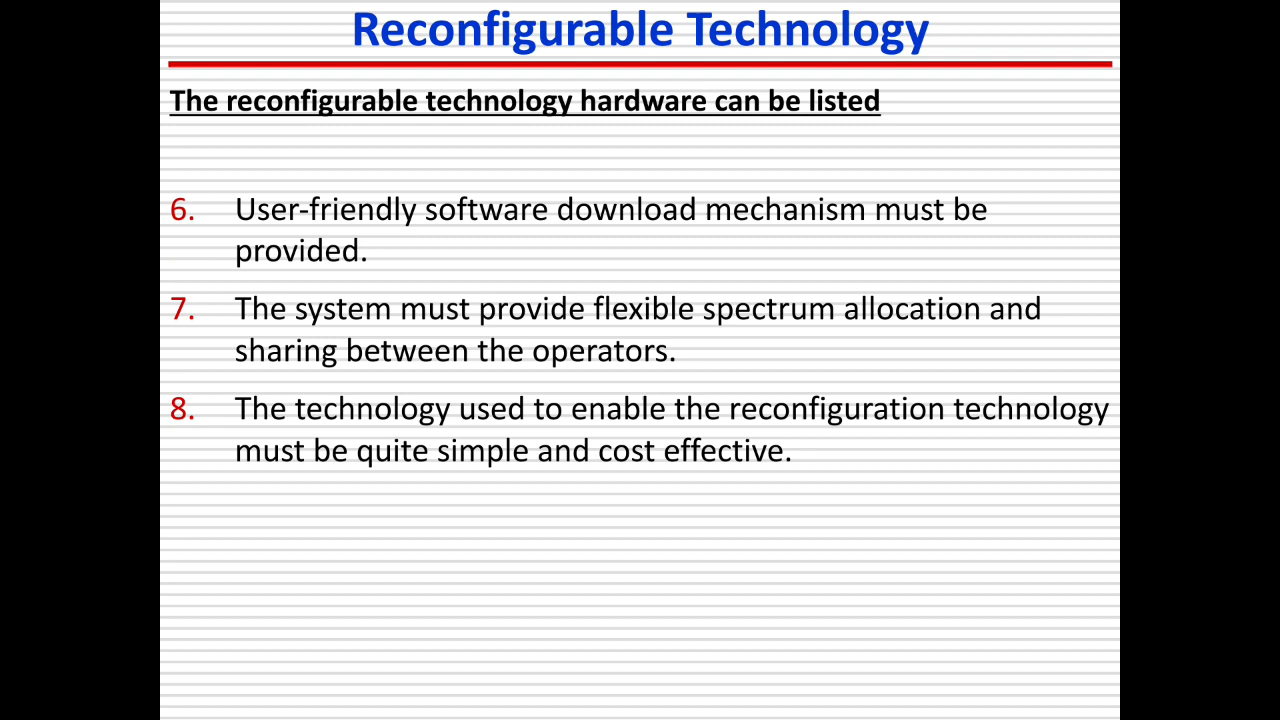 Reconfigurable Technology
The reconfigurable technology hardware can be listed
6. User-friendly software download mechanism must be
provided.
7. The system must provide flexible spectrum allocation and
sharing between the operators.
8. The technology used to enable the reconfiguration technology
must be quite simple and cost effective.